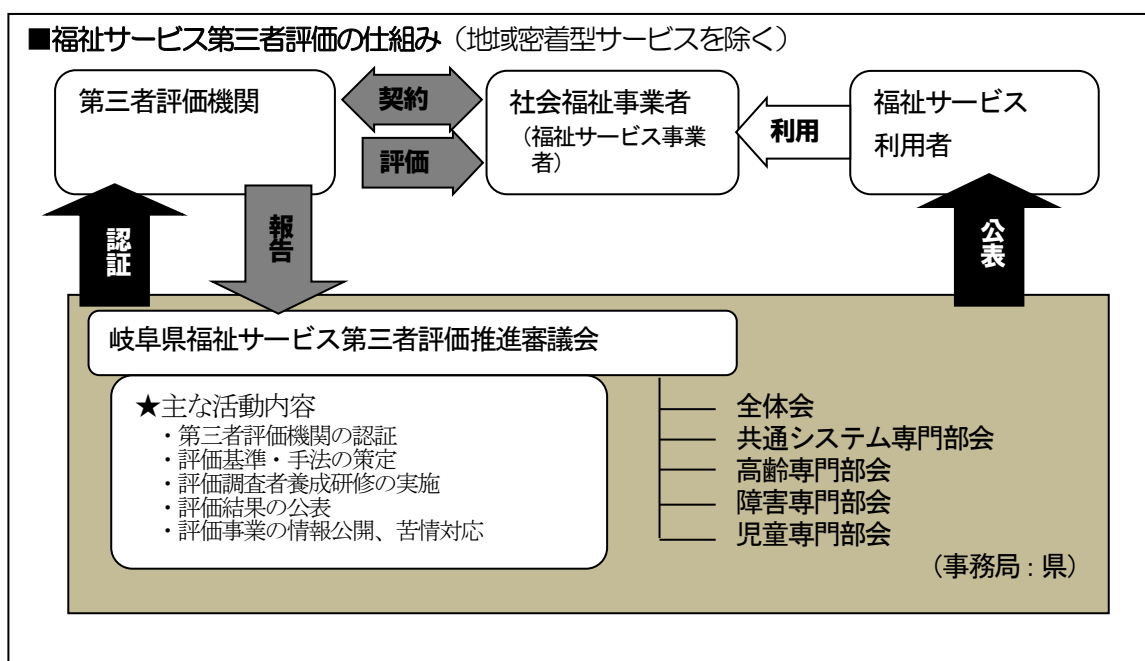 ■福祉サービス第三者評価の仕組み（地域密着型サービスを除く）
第三者評価機関
契約
評価
社会福祉事業者
（福祉サービス事業
者）
利用
福祉サービス
利用者
認証
報告
公表
岐阜県福祉サービス第三者評価推進審議会
★主な活動内容
・第三者評価機関の認証
・評価基準・手法の策定
・評価調査者養成研修の実施
・評価結果の公表
・評価事業の情報公開、苦情対応
全体会
共通システム専門部会
高齢専門部会
障害専門部会
児童専門部会
（事務局：県）